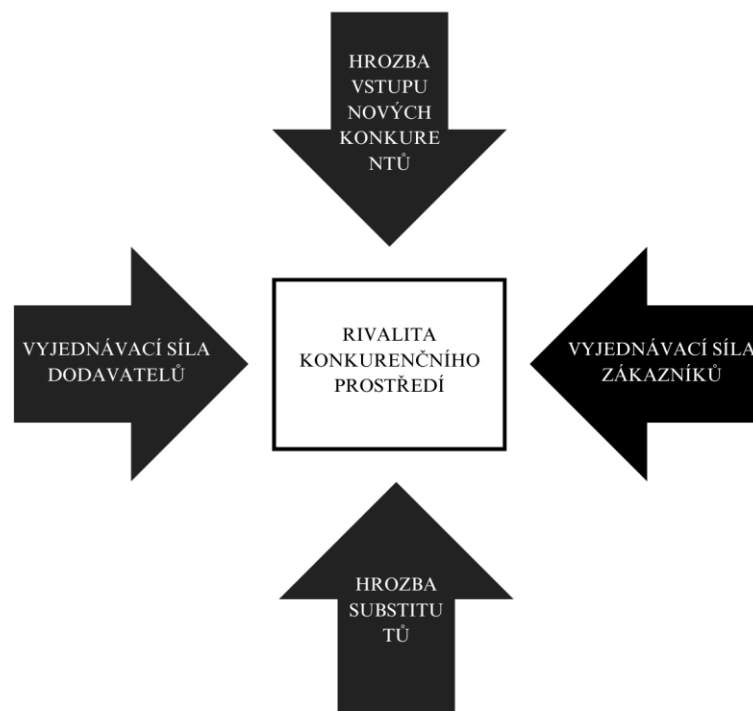 HROZBA
VSTUPU
NOVÝCH
KONKURE
NTŮ
VYJEDNÁVACÍ SÍLA
DODAVATELŮ
RIVALITA
KONKURENČNÍHO
PROSTŘEDÍ
VYJEDNÁVACÍ SÍLA
ZÁKAZNÍKŮ
HROZBA
SUBSTITU
TŮ